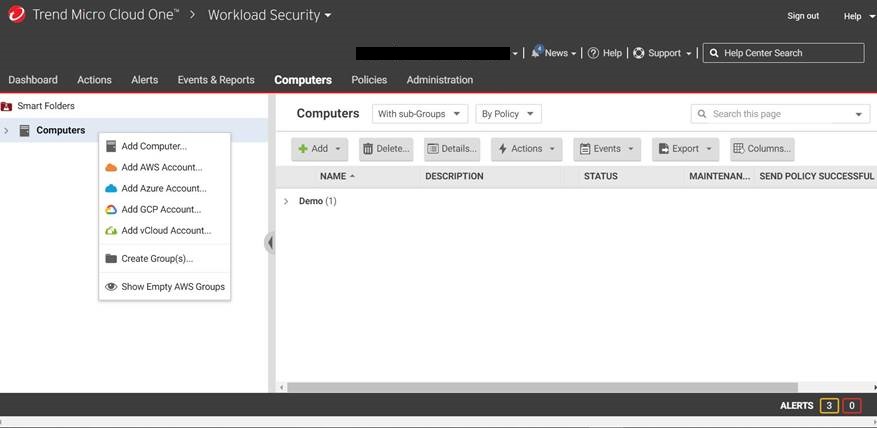 Trend Micro Cloud One™ > Workload Security
Sign out Help
4
News Help Support Help Center Search
Dashboard Actions Alerts Events & Reports Computers Policies Administration
Smart Folders
Computers
Add Computer...
Add AWS Account...
Add Azure Account...
Add GCP Account...
Add vCloud Account...
Create Group(s)...
Show Empty AWS Groups
Computers With sub-Groups By Policy Search this page
Add Delete... Details... Actions Events Export Columns...
NAME DESCRIPTION STATUS MAINTENAN... SEND POLICY SUCCESSFUL
Demo (1)
ALERTS 3 0